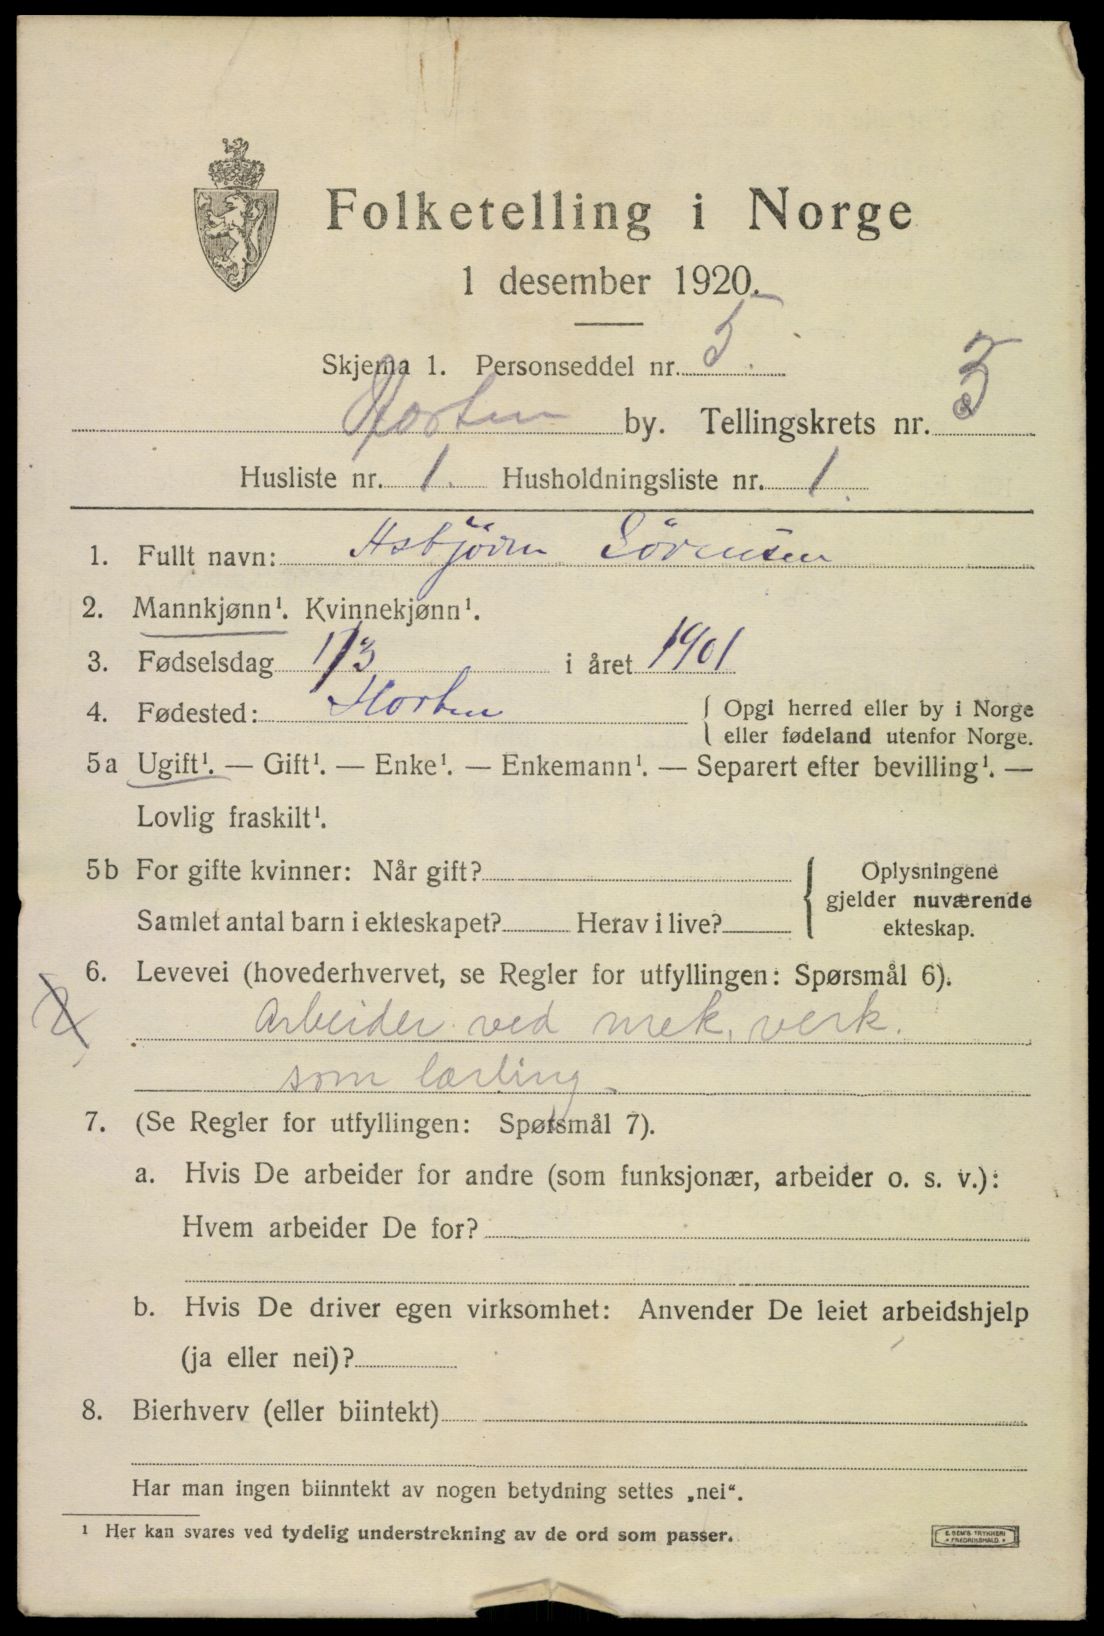 Folketelling i Norge
1 desember 1920.
Skjema 1. Personseddel nr. 5.
Horten by. Tellingskrets nr. 3
Husliste nr. 1. Husholdningsliste nr. 1.
1. Fullt navn: Asbjörn Sörensen
2. Mannkjønn¹. Kvinnekjønn¹.
3. Fødselsdag 1/3 i året 1901
4. Fødested: Horten { Opgi herred eller by i Norge
eller fødeland utenfor Norge.
5a Ugift¹. — Gift¹. — Enke¹. — Enkemann¹. — Separert efter bevilling¹. —
Lovlig fraskilt¹.
5b For gifte kvinner: Når gift? { Oplysningene
gjelder nuværende
Samlet antal barn i ekteskapet? Herav i live? ekteskap.
6. Levevei (hovederhvervet, se Regler for utfyllingen: Spørsmål 6).
Arbeider ved mek. verk.
som lærling.
7. (Se Regler for utfyllingen: Spørsmål 7).
a. Hvis De arbeider for andre (som funksjonær, arbeider o. s. v.):
Hvem arbeider De for?
b. Hvis De driver egen virksomhet: Anvender De leiet arbeidshjelp
(ja eller nei)?
8. Bierhverv (eller biintekt)
Har man ingen biinntekt av nogen betydning settes „nei“.
¹ Her kan svares ved tydelig understrekning av de ord som passer.
E. SEM'S TRYKKERI
• FREDRIKSHALD •